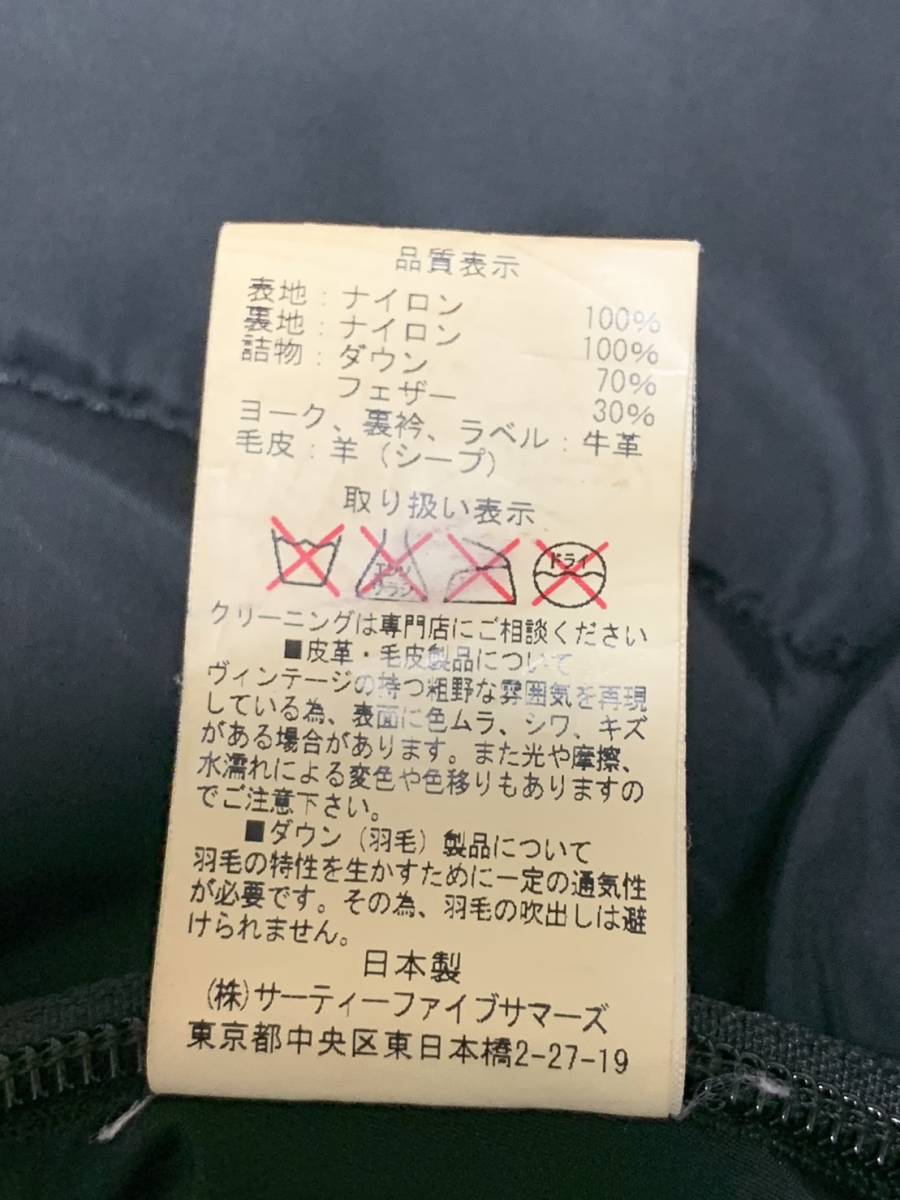 品質表示
表地：ナイロン 100%
裏地：ナイロン 100%
詰物：ダウン 70%
フェザー 30%
ヨーク、裏衿、ラベル：牛革
毛皮：羊（シープ）
取り扱い表示
エンソ
サラシ ドライ
クリーニングは専門店にご相談ください
■皮革・毛皮製品について
ヴィンテージの持つ粗野な雰囲気を再現
している為、表面に色ムラ、シワ、キズ
がある場合があります。また光や摩擦、
水濡れによる変色や色移りもありますの
でご注意下さい。
■ダウン（羽毛）製品について
羽毛の特性を生かすために一定の通気性
が必要です。その為、羽毛の吹出しは避
けられません。
日本製
(株)サーティーファイブサマーズ
東京都中央区東日本橋2-27-19